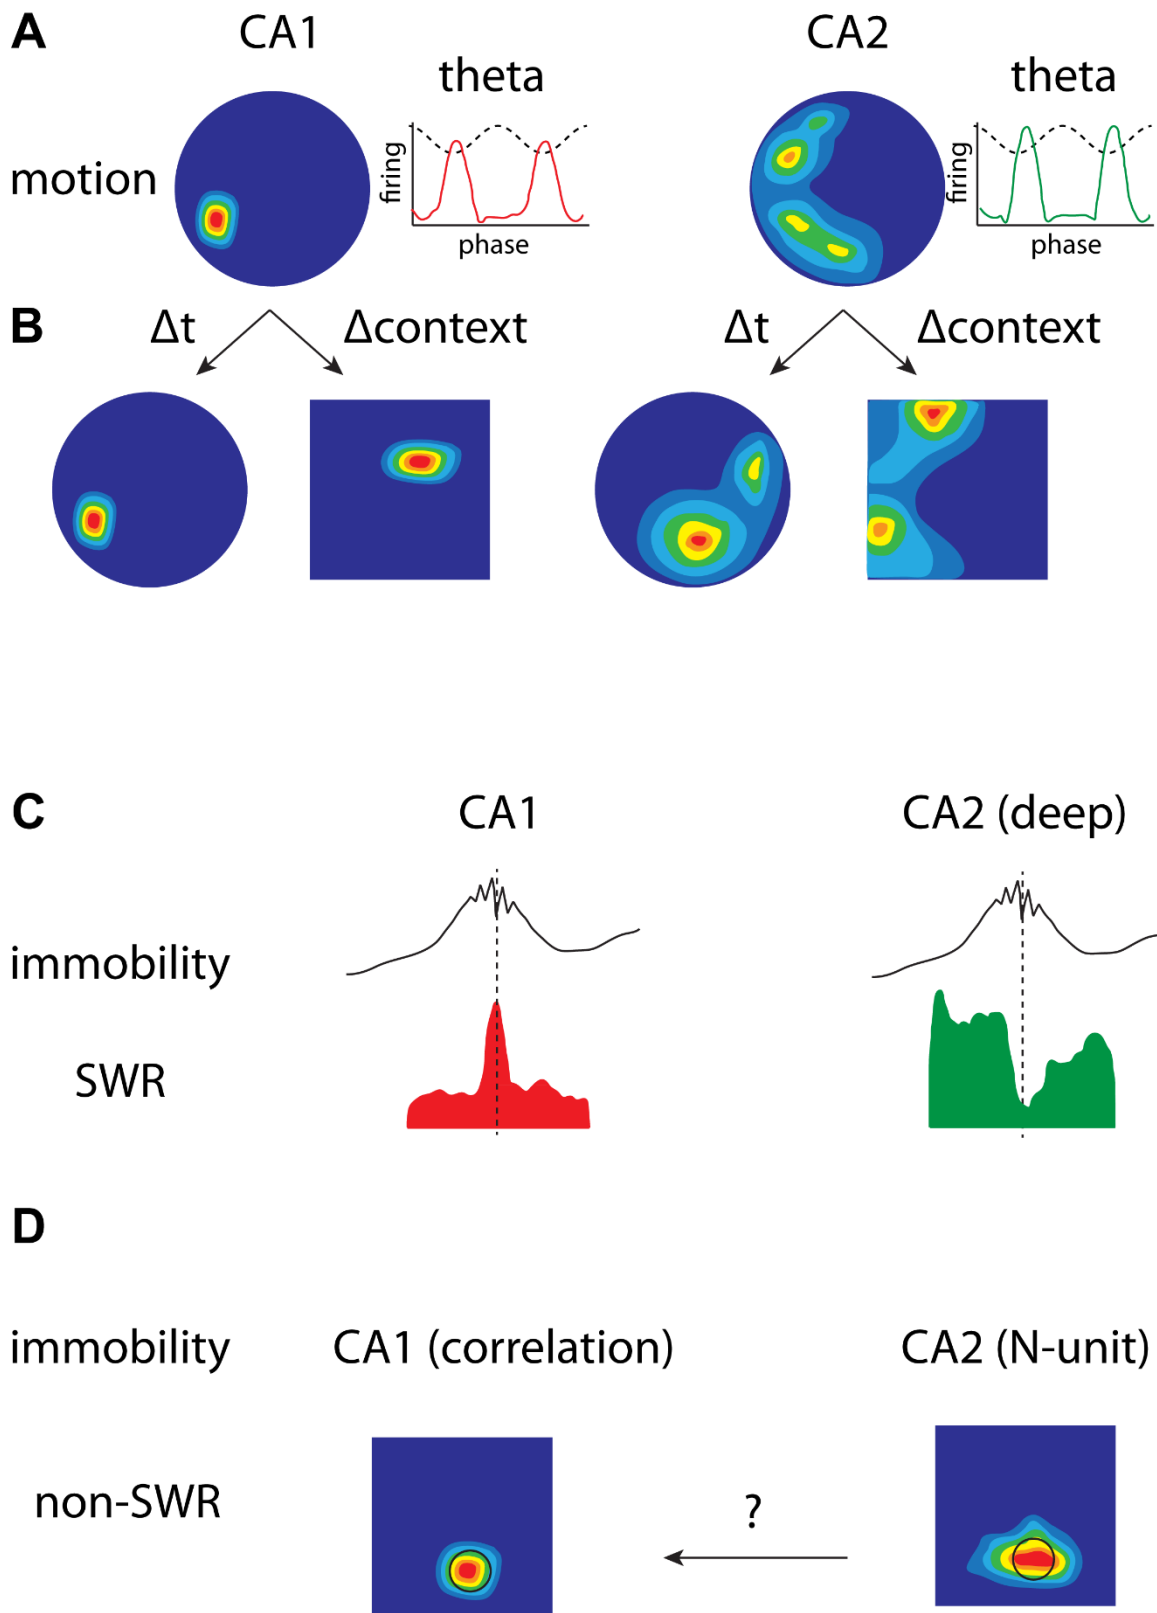 A
CA1
CA2
theta
theta
motion
firing
phase
firing
phase
B
Δt
Δcontext
Δt
Δcontext
C
CA1
CA2 (deep)
immobility
SWR
D
immobility
CA1 (correlation)
CA2 (N-unit)
non-SWR
?